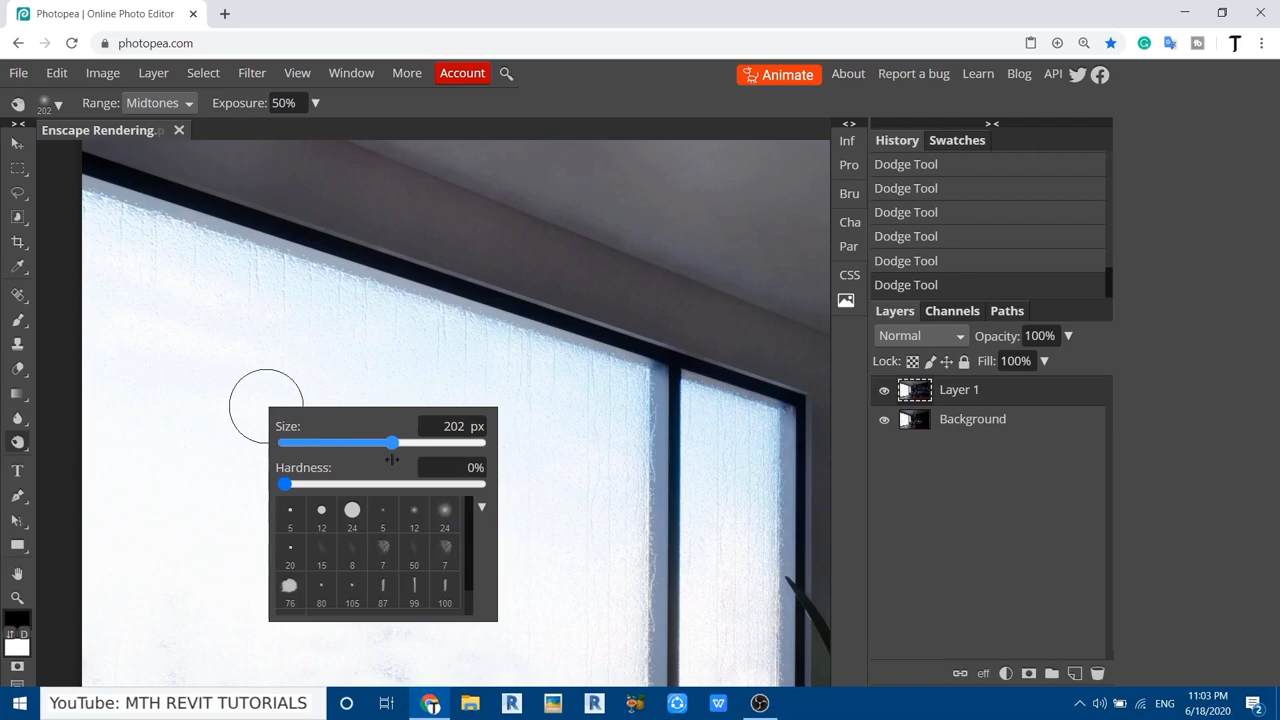 Photopea | Online Photo Editor
photopea.com
File Edit Image Layer Select Filter View Window More Account Animate About Report a bug Learn Blog API
202 Range: Midtones Exposure: 50%
> < <> > <
Enscape Rendering.p
Inf
Pro
Bru
Cha
Par
CSS
History Swatches
Dodge Tool
Dodge Tool
Dodge Tool
Dodge Tool
Dodge Tool
Dodge Tool
Layers Channels Paths
Normal Opacity: 100%
Lock: Fill: 100%
Layer 1
Background
eff
Size: 202 px
Hardness: 0%
5 12 24 5 12 24
20 15 8 7 50 7
76 80 105 87 99 100
D
YouTube: MTH REVIT TUTORIALS
ENG
11:03 PM
6/18/2020
2